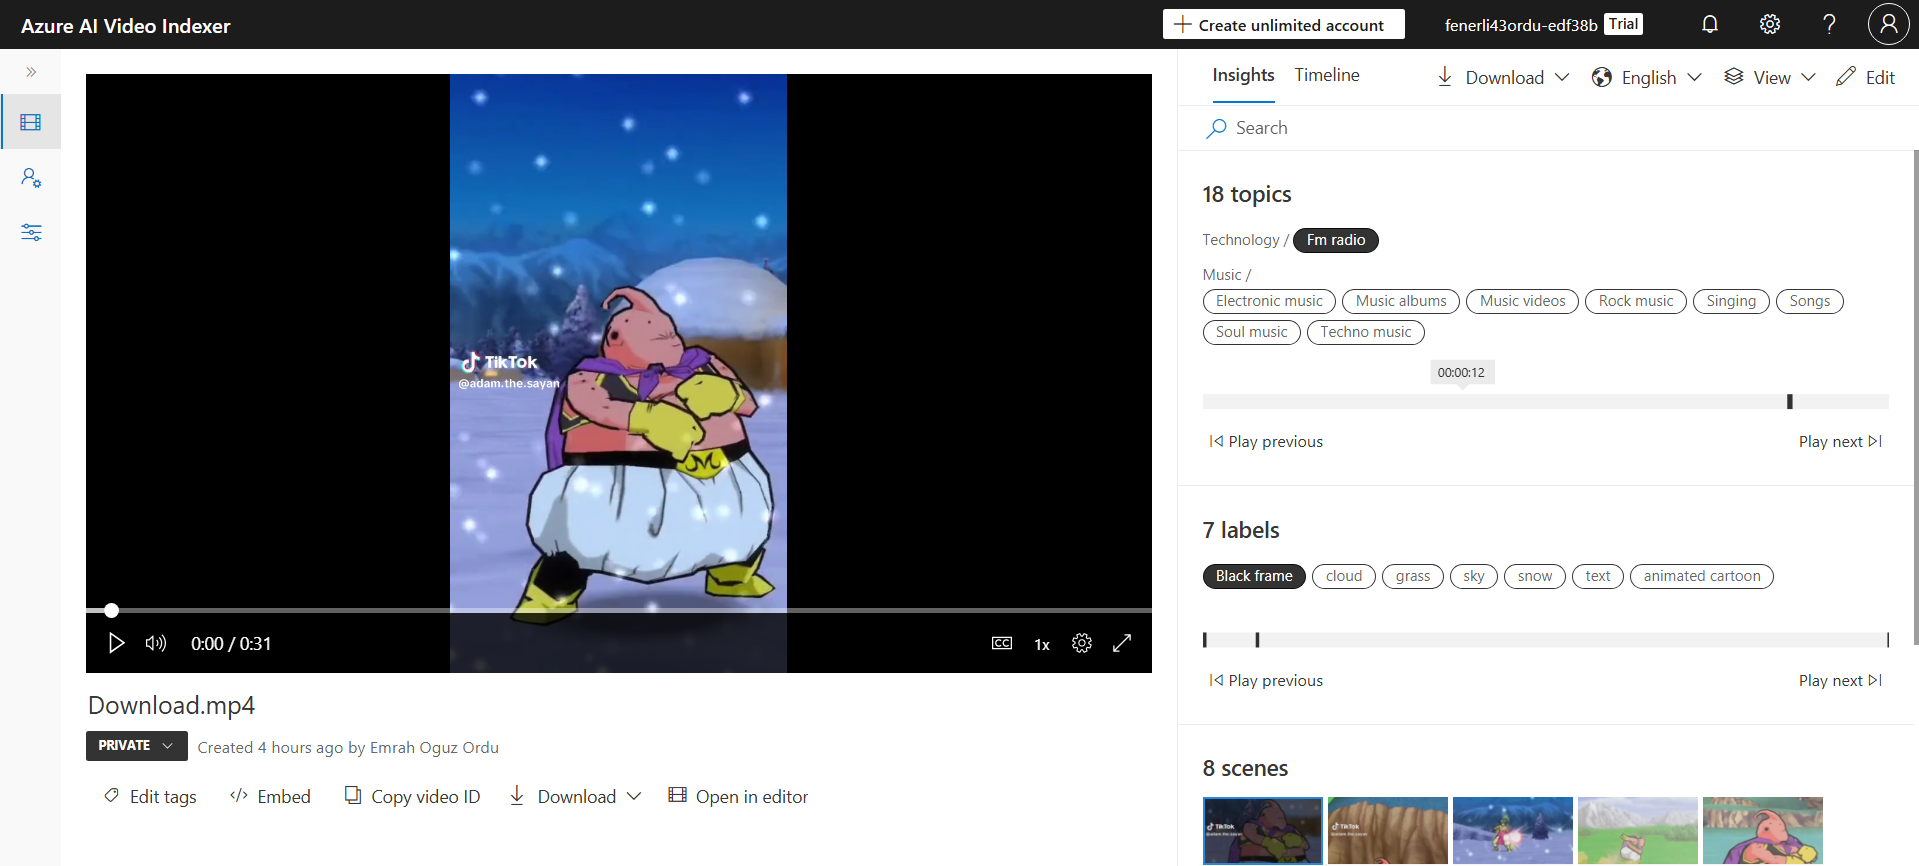 Azure AI Video Indexer
Create unlimited account
fenerli43ordu-edf38b Trial
Insights Timeline Download English View Edit
Search
18 topics
Technology / Fm radio
Music /
Electronic music Music albums Music videos Rock music Singing Songs
Soul music Techno music
00:00:12
Play previous Play next
7 labels
Black frame cloud grass sky snow text animated cartoon
Play previous Play next
8 scenes
TikTok
@adam.the.sayan
0:00 / 0:31
CC 1x
Download.mp4
PRIVATE Created 4 hours ago by Emrah Oguz Ordu
Edit tags </> Embed Copy video ID Download Open in editor
TikTok
TikTok